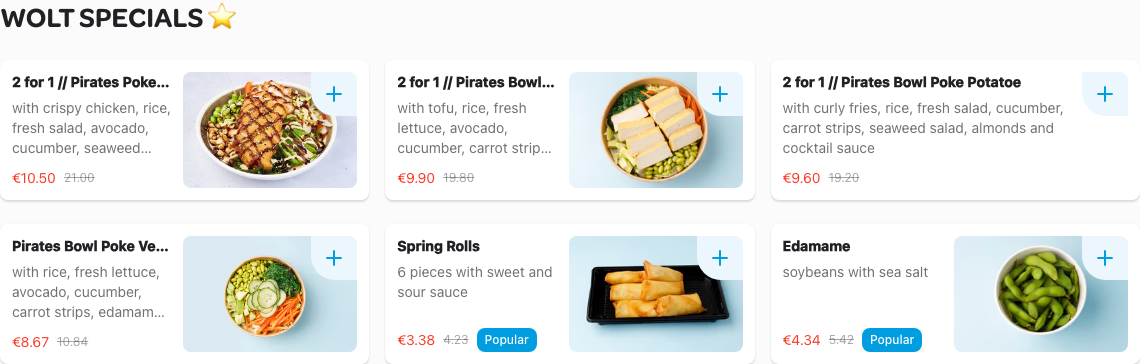 WOLT SPECIALS ⭐
2 for 1 // Pirates Poke...
with crispy chicken, rice,
fresh salad, avocado,
cucumber, seaweed...
€10.50 21.00
2 for 1 // Pirates Bowl...
with tofu, rice, fresh
lettuce, avocado,
cucumber, carrot strip...
€9.90 19.80
2 for 1 // Pirates Bowl Poke Potatoe
with curly fries, rice, fresh salad, cucumber,
carrot strips, seaweed salad, almonds and
cocktail sauce
€9.60 19.20
Pirates Bowl Poke Ve...
with rice, fresh lettuce,
avocado, cucumber,
carrot strips, edamam...
€8.67 10.84
Spring Rolls
6 pieces with sweet and
sour sauce
€3.38 4.23 Popular
Edamame
soybeans with sea salt
€4.34 5.42 Popular